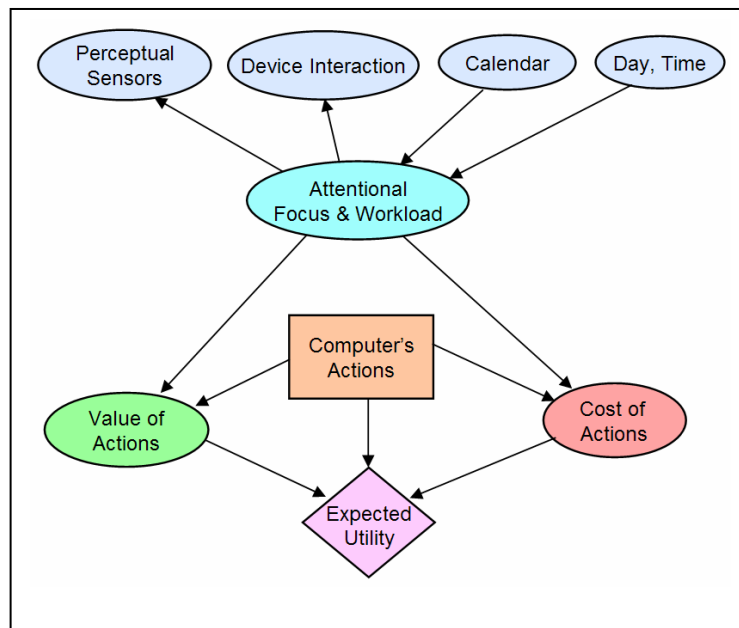 Perceptual
Sensors
Device Interaction
Calendar
Day, Time
Attentional
Focus & Workload
Computer’s
Actions
Value of
Actions
Cost of
Actions
Expected
Utility